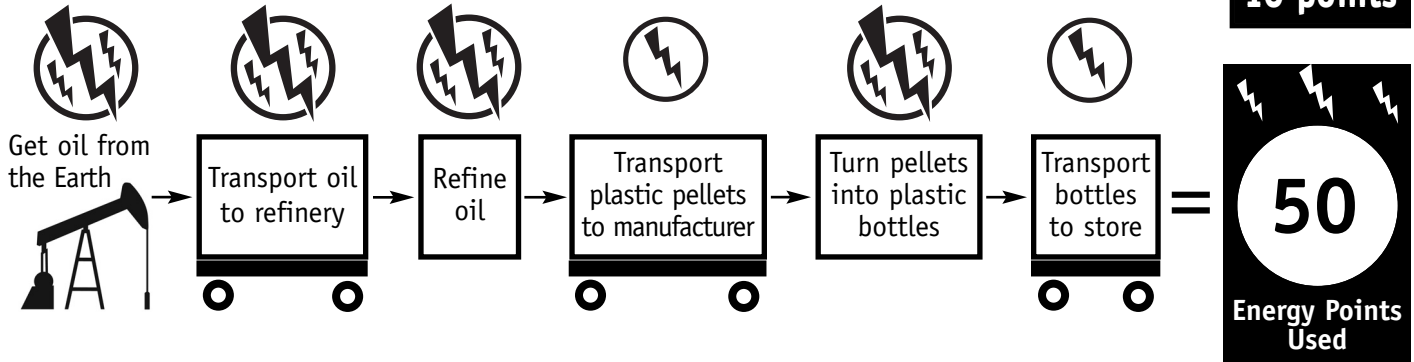 10 points
Get oil from
the Earth
Transport oil
to refinery
Refine
oil
Transport
plastic pellets
to manufacturer
Turn pellets
into plastic
bottles
Transport
bottles
to store
=
50
Energy Points
Used